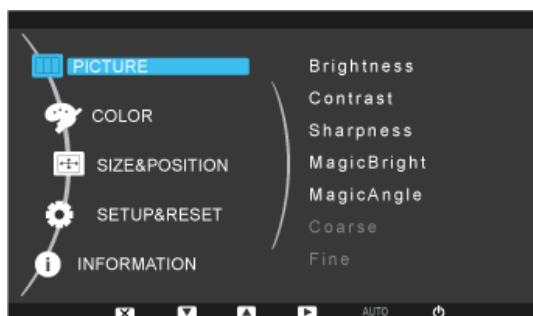 PICTURE
COLOR
SIZE&POSITION
SETUP&RESET
INFORMATION
Brightness
Contrast
Sharpness
MagicBright
MagicAngle
Coarse
Fine
AUTO